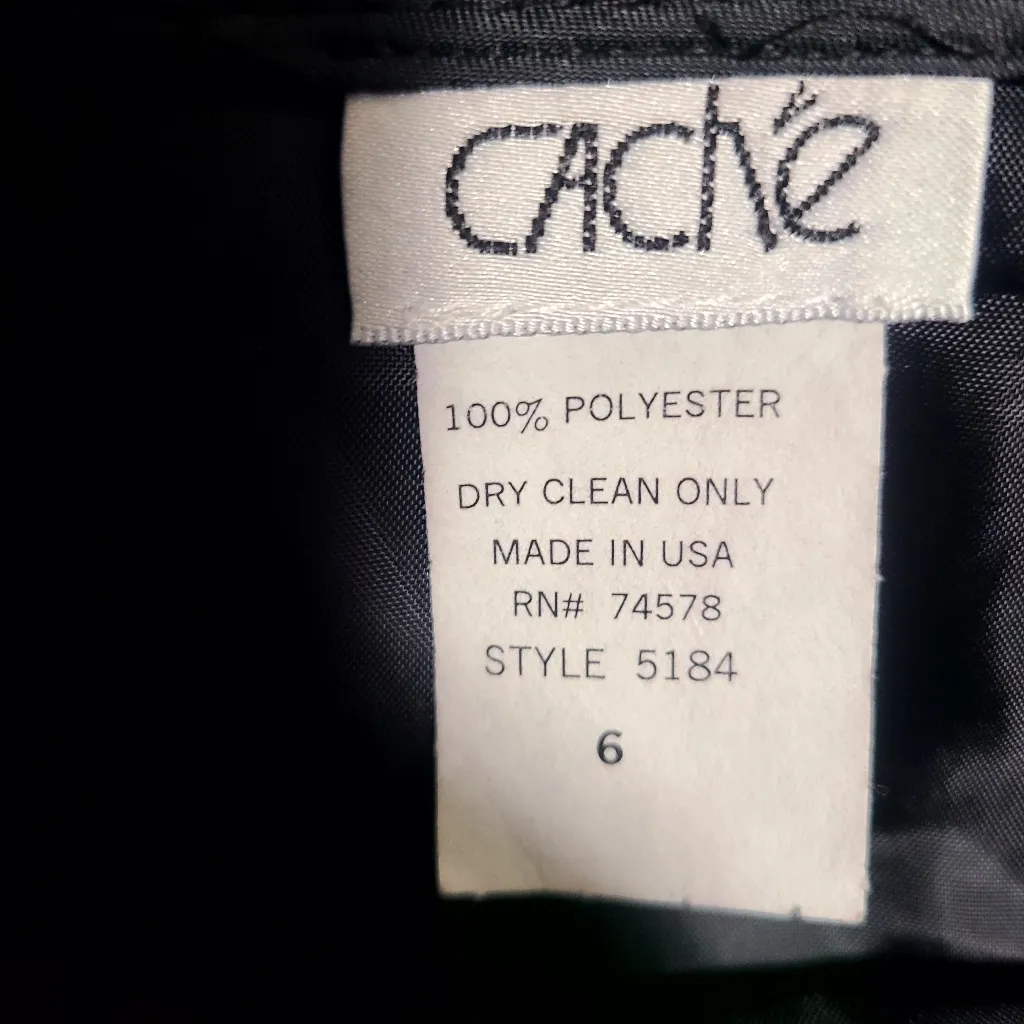 CAChé
100% POLYESTER
DRY CLEAN ONLY
MADE IN USA
RN# 74578
STYLE 5184
6